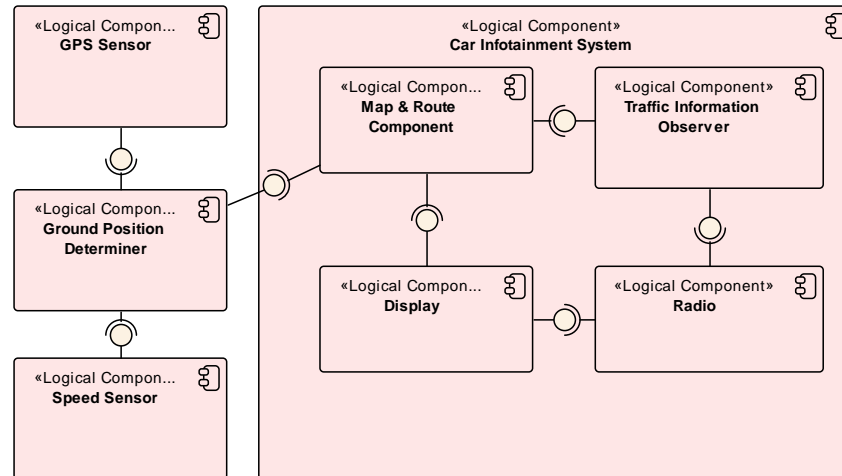 «Logical Compon...
GPS Sensor
«Logical Component»
Car Infotainment System
«Logical Compon...
Map & Route
Component
«Logical Component»
Traffic Information
Observer
«Logical Compon...
Ground Position
Determiner
«Logical Compon...
Display
«Logical Component»
Radio
«Logical Compon...
Speed Sensor